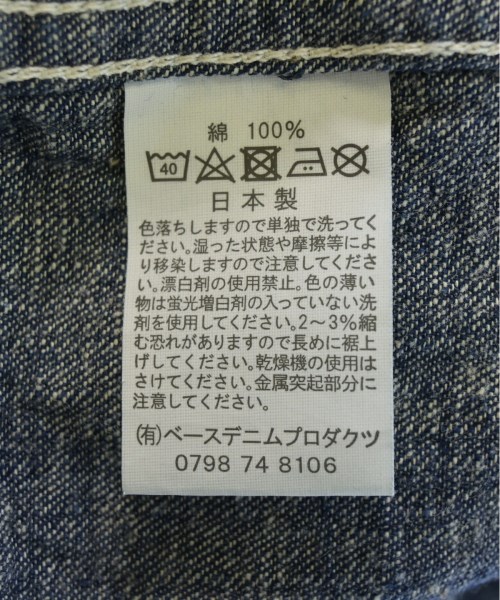 綿 100%
40
日本製
色落ちしますので単独で洗ってく
ださい。湿った状態や摩擦等によ
り移染しますので注意してくださ
い。漂白剤の使用禁止。色の薄い
物は蛍光増白剤の入っていない洗
剤を使用してください。2～3%縮
む恐れがありますので長めに裾上
げしてください。乾燥機の使用は
さけてください。金属突起部分に
注意してください。
(有)ベースデニムプロダクツ
0798 74 8106